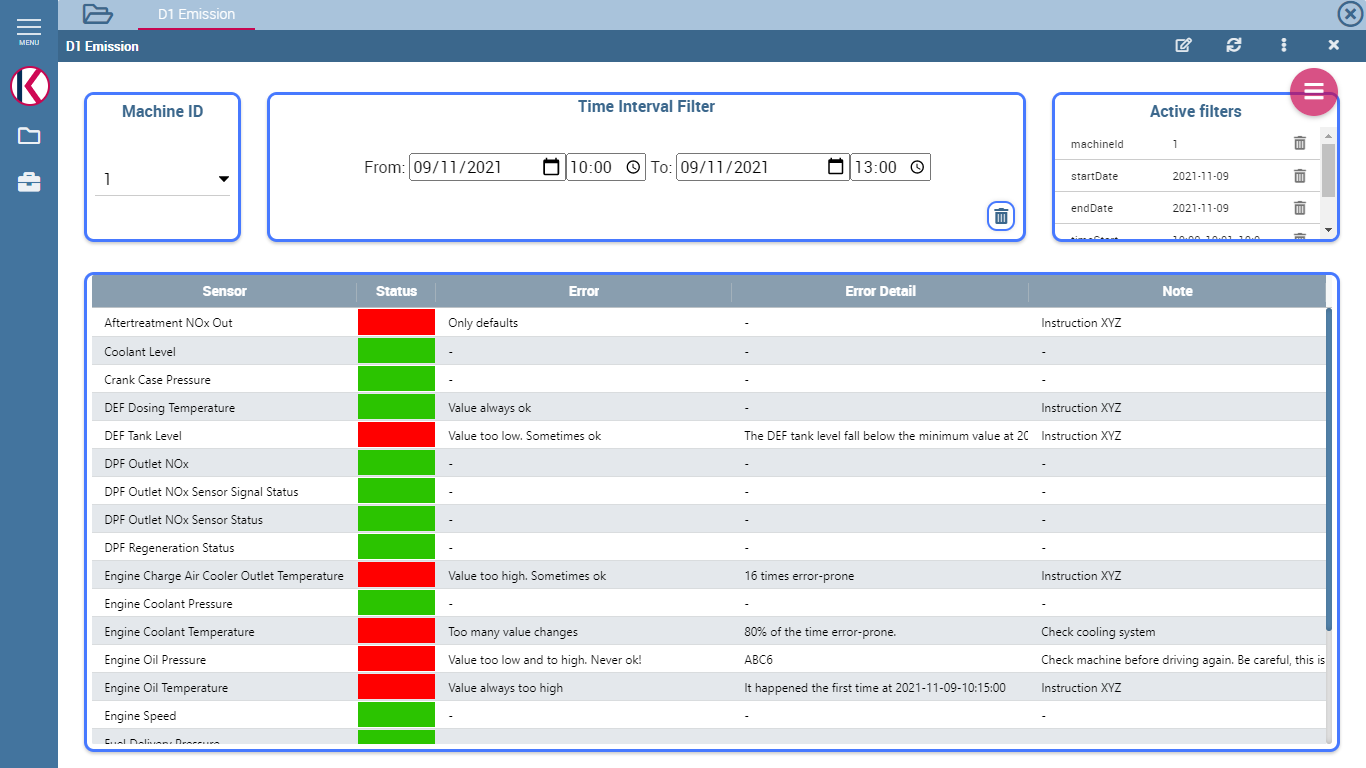 D1 Emission
MENU
D1 Emission
Machine ID
1
Time Interval Filter
From: 09/11/2021 10:00 To: 09/11/2021 13:00
Active filters
machineId 1
startDate 2021-11-09
endDate 2021-11-09
Sensor Status Error Error Detail Note
Aftertreatment NOx Out Only defaults - Instruction XYZ
Coolant Level - - -
Crank Case Pressure - - -
DEF Dosing Temperature Value always ok - Instruction XYZ
DEF Tank Level Value too low. Sometimes ok The DEF tank level fall below the minimum value at 20 Instruction XYZ
DPF Outlet NOx - - -
DPF Outlet NOx Sensor Signal Status - - -
DPF Outlet NOx Sensor Status - - -
DPF Regeneration Status - - -
Engine Charge Air Cooler Outlet Temperature Value too high. Sometimes ok 16 times error-prone Instruction XYZ
Engine Coolant Pressure - - -
Engine Coolant Temperature Too many value changes 80% of the time error-prone. Check cooling system
Engine Oil Pressure Value too low and to high. Never ok! ABC6 Check machine before driving again. Be careful, this is
Engine Oil Temperature Value always too high It happened the first time at 2021-11-09-10:15:00 Instruction XYZ
Engine Speed - - -
Fuel Delivery Pressure